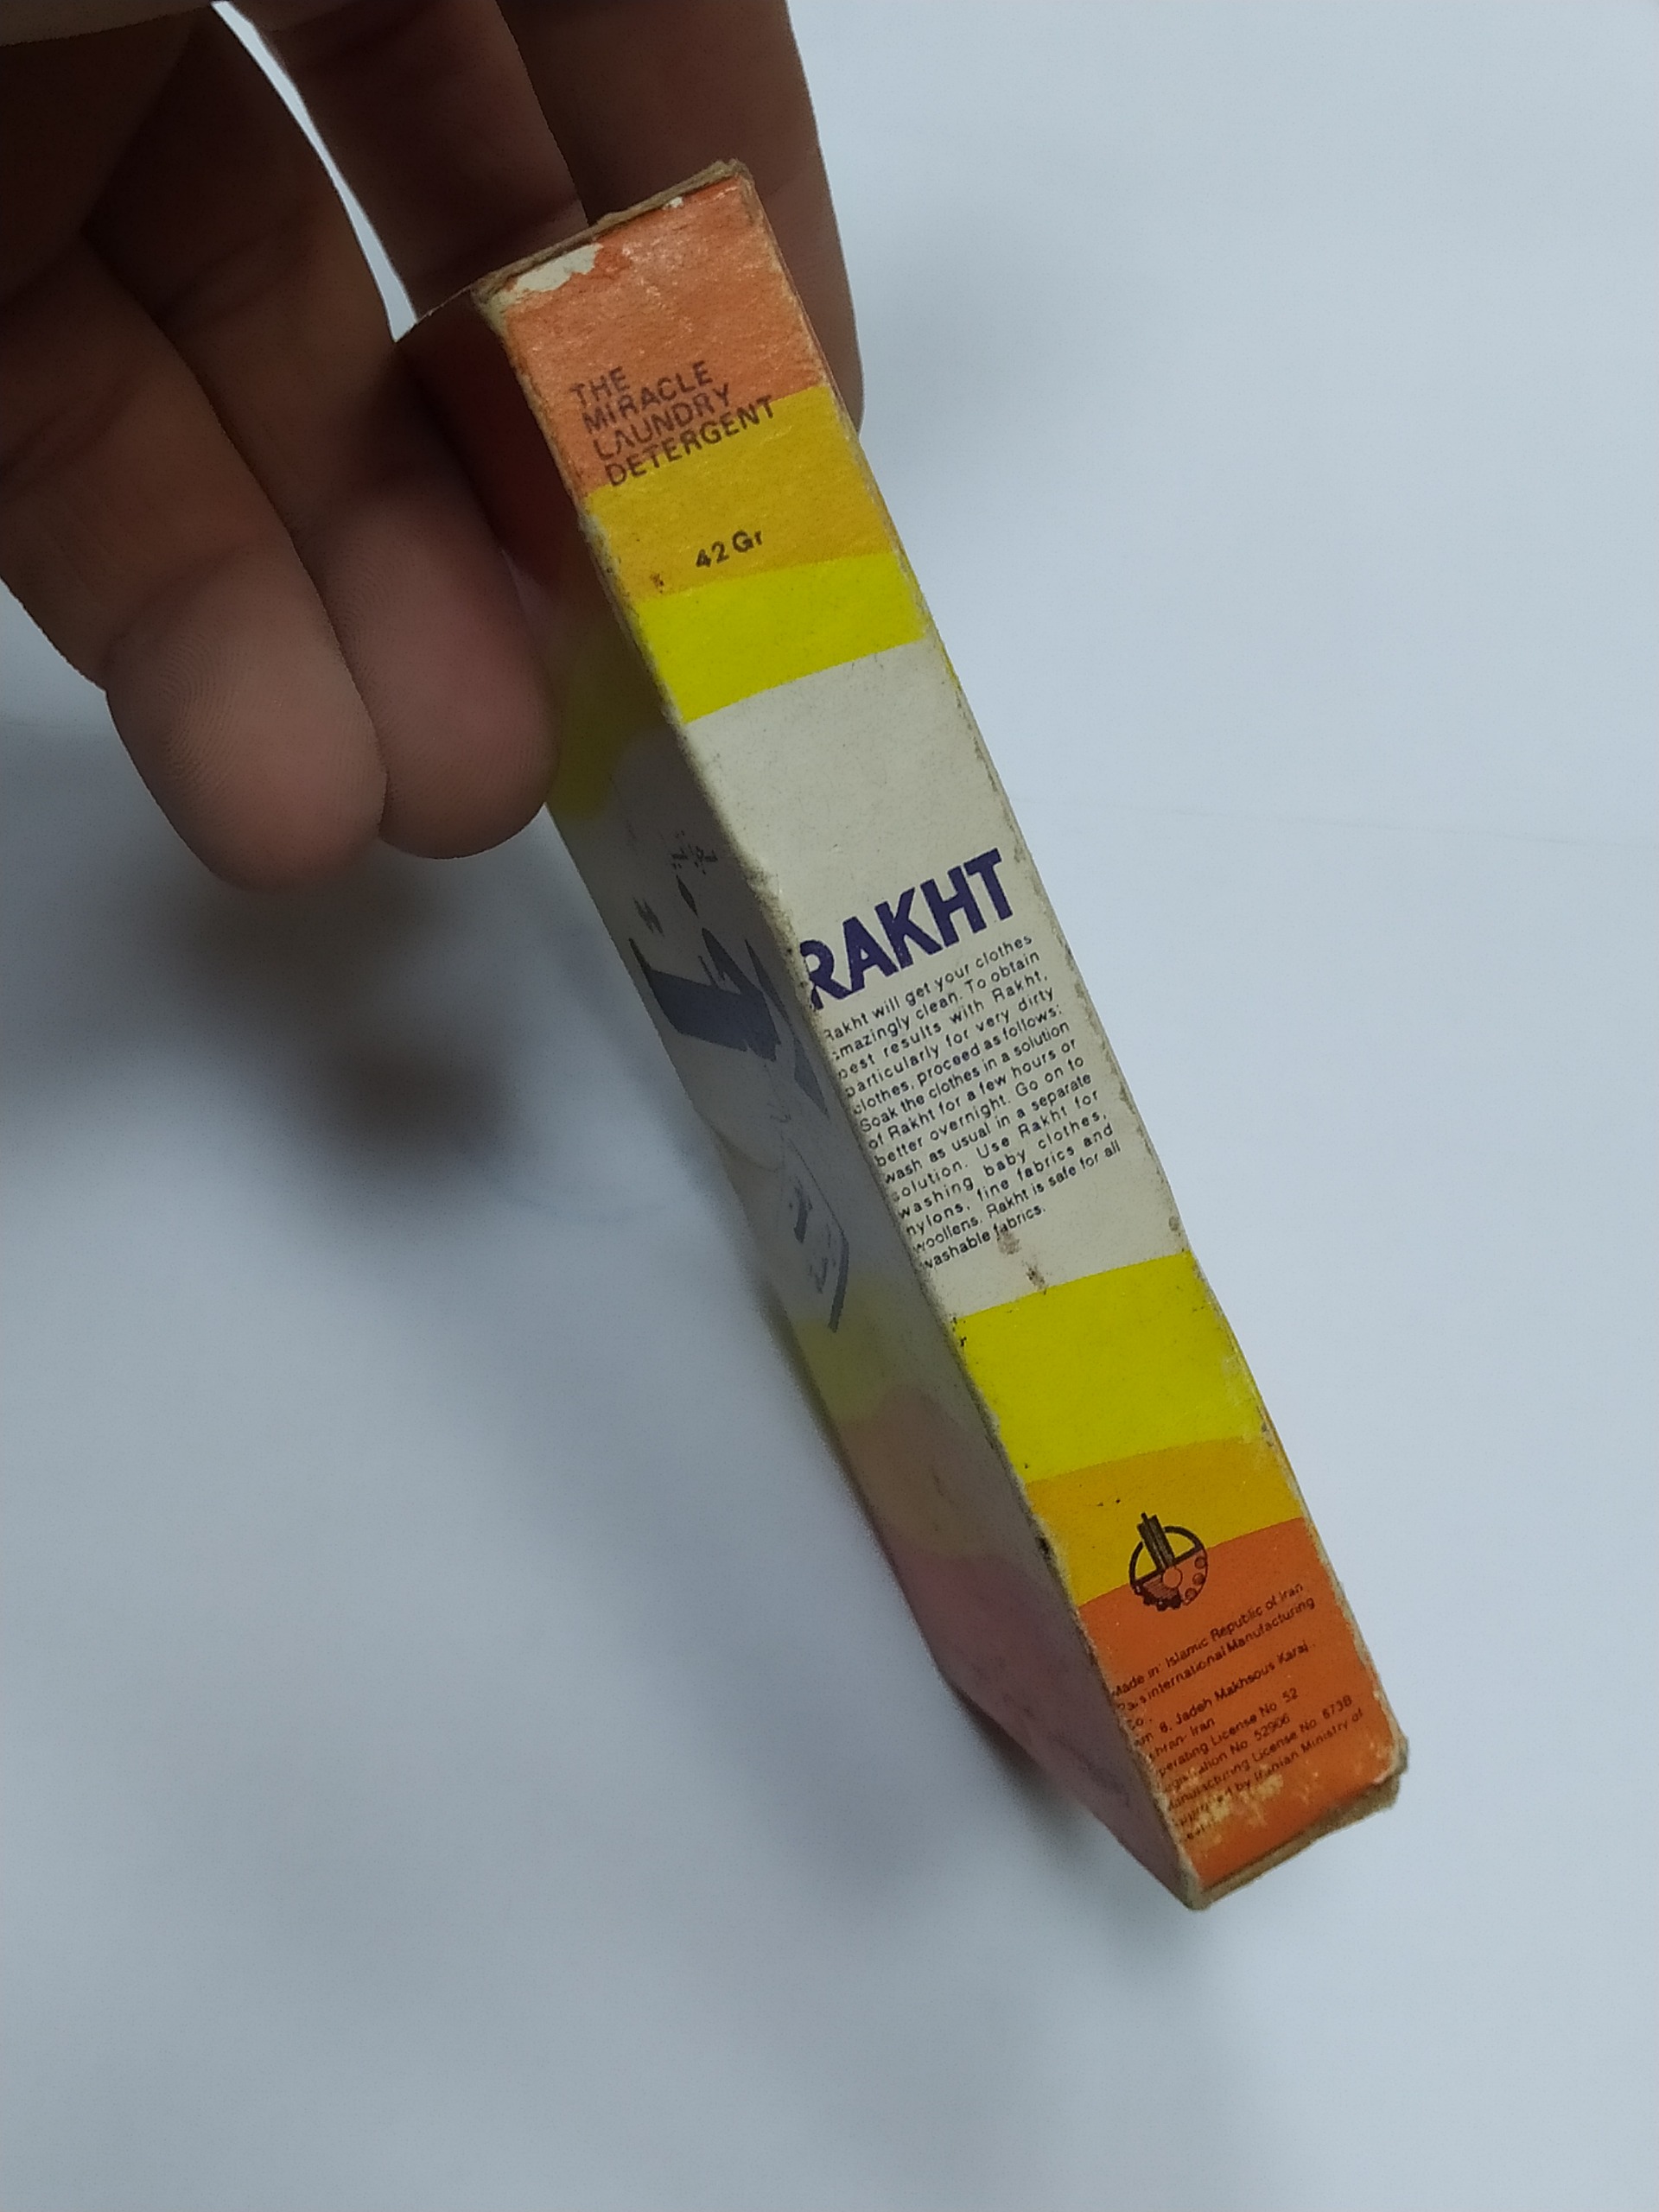 THE
MIRACLE
LAUNDRY
DETERGENT
42 Gr
RAKHT
Rakht will get your clothes
amazingly clean. To obtain
best results with Rakht,
particularly for very dirty
clothes, proceed as follows:
Soak the clothes in a solution
of Rakht for a few hours or
better overnight. Go on to
wash as usual in a separate
solution. Use Rakht for
washing baby clothes,
nylons, fine fabrics and
woollens. Rakht is safe for all
washable fabrics.
Made in: Islamic Republic of Iran
Pars International Manufacturing
Co.
8, Jadeh Makhsous Karaj
Iran
Operating License No 52
Registration No 52906
Manufacturing License No 673B
by Iranian Ministry of